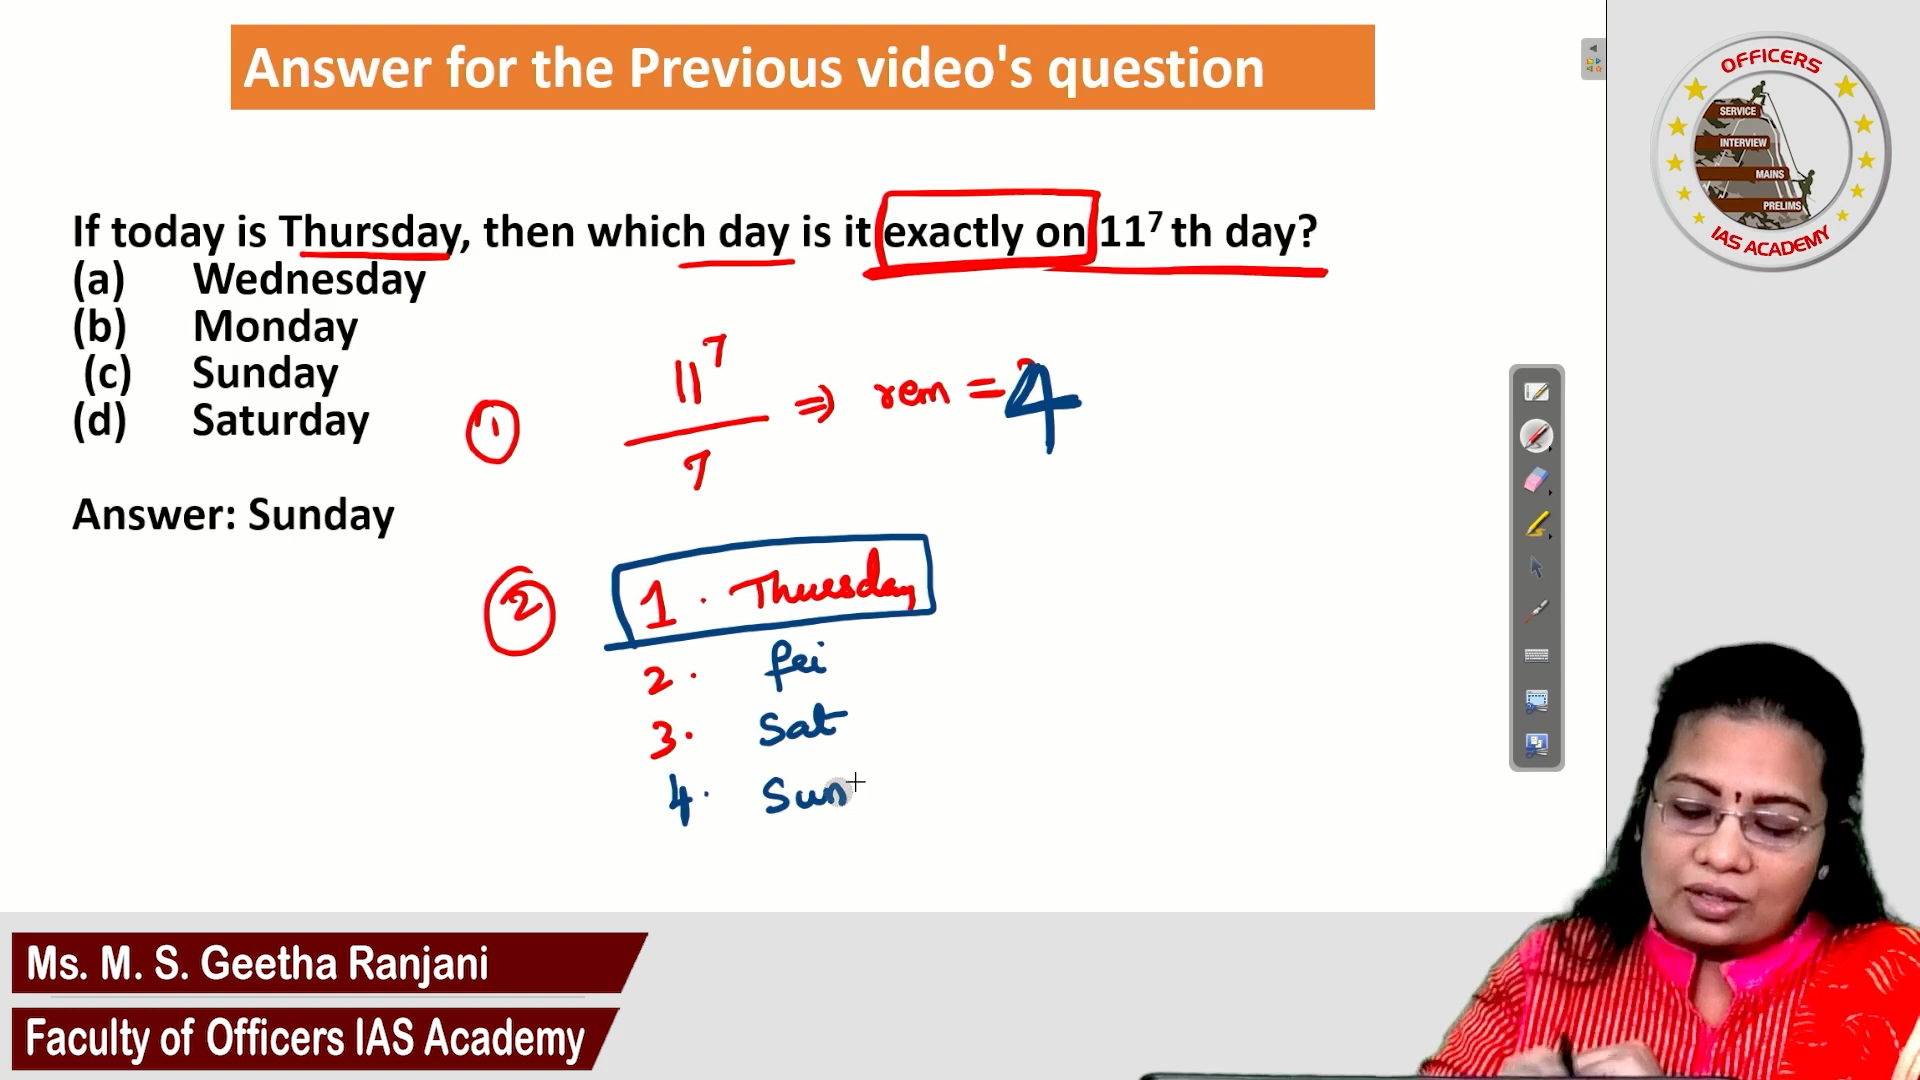 Answer for the Previous video's question
If today is Thursday, then which day is it exactly on 11⁷ th day?
(a) Wednesday
(b) Monday
(c) Sunday
(d) Saturday
Answer: Sunday
1 11⁷ / 7 ⇒ rem = 4
2 1. Thursday
2. fri
3. Sat
4. Sun
OFFICERS
SERVICE
INTERVIEW
MAINS
PRELIMS
IAS ACADEMY
Ms. M. S. Geetha Ranjani
Faculty of Officers IAS Academy